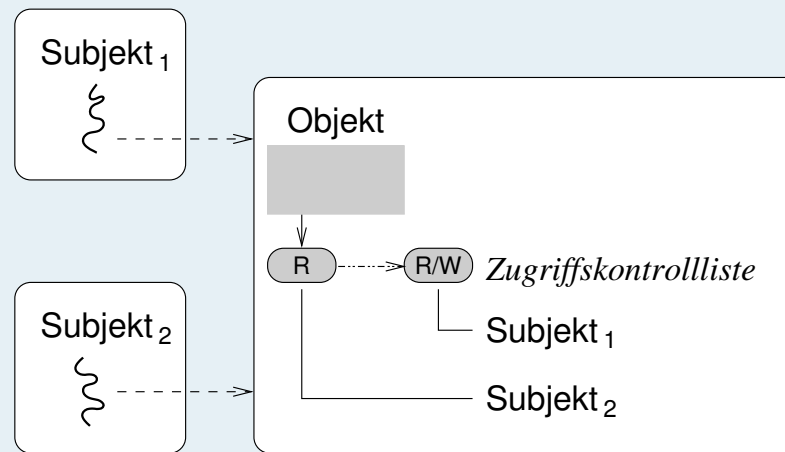 Subjekt 1
Objekt
R
R/W
Zugriffskontrollliste
Subjekt 2
Subjekt 1
Subjekt 2